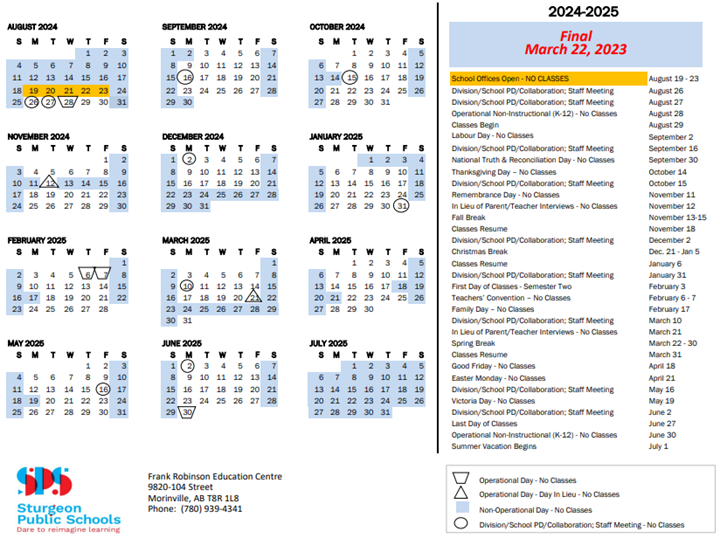 AUGUST 2024
S M T W T F S
1 2 3
4 5 6 7 8 9 10
11 12 13 14 15 16 17
18 19 20 21 22 23 24
25 26 27 28 29 30 31
SEPTEMBER 2024
S M T W T F S
1 2 3 4 5 6 7
8 9 10 11 12 13 14
15 16 17 18 19 20 21
22 23 24 25 26 27 28
29 30
OCTOBER 2024
S M T W T F S
1 2 3 4 5
6 7 8 9 10 11 12
13 14 15 16 17 18 19
20 21 22 23 24 25 26
27 28 29 30 31
NOVEMBER 2024
S M T W T F S
1 2
3 4 5 6 7 8 9
10 11 12 13 14 15 16
17 18 19 20 21 22 23
24 25 26 27 28 29 30
DECEMBER 2024
S M T W T F S
1 2 3 4 5 6 7
8 9 10 11 12 13 14
15 16 17 18 19 20 21
22 23 24 25 26 27 28
29 30 31
JANUARY 2025
S M T W T F S
1 2 3 4
5 6 7 8 9 10 11
12 13 14 15 16 17 18
19 20 21 22 23 24 25
26 27 28 29 30 31
FEBRUARY 2025
S M T W T F S
1
2 3 4 5 6 7 8
9 10 11 12 13 14 15
16 17 18 19 20 21 22
23 24 25 26 27 28
MARCH 2025
S M T W T F S
1
2 3 4 5 6 7 8
9 10 11 12 13 14 15
16 17 18 19 20 21 22
23 24 25 26 27 28 29
30 31
APRIL 2025
S M T W T F S
1 2 3 4 5
6 7 8 9 10 11 12
13 14 15 16 17 18 19
20 21 22 23 24 25 26
27 28 29 30
MAY 2025
S M T W T F S
1 2 3
4 5 6 7 8 9 10
11 12 13 14 15 16 17
18 19 20 21 22 23 24
25 26 27 28 29 30 31
JUNE 2025
S M T W T F S
1 2 3 4 5 6 7
8 9 10 11 12 13 14
15 16 17 18 19 20 21
22 23 24 25 26 27 28
29 30
JULY 2025
S M T W T F S
1 2 3 4 5
6 7 8 9 10 11 12
13 14 15 16 17 18 19
20 21 22 23 24 25 26
27 28 29 30 31
SPS
Sturgeon
Public Schools
Dare to reimagine learning
Frank Robinson Education Centre
9820-104 Street
Morinville, AB T8R 1L8
Phone: (780) 939-4341
2024-2025
Final
March 22, 2023
School Offices Open - NO CLASSES August 19 - 23
Division/School PD/Collaboration; Staff Meeting August 26
Division/School PD/Collaboration; Staff Meeting August 27
Operational Non-Instructional (K-12) - No Classes August 28
Classes Begin August 29
Labour Day - No Classes September 2
Division/School PD/Collaboration; Staff Meeting September 16
National Truth & Reconciliation Day - No Classes September 30
Thanksgiving Day – No Classes October 14
Division/School PD/Collaboration; Staff Meeting October 15
Remembrance Day - No Classes November 11
In Lieu of Parent/Teacher Interviews - No Classes November 12
Fall Break November 13-15
Classes Resume November 18
Division/School PD/Collaboration; Staff Meeting December 2
Christmas Break Dec. 21 - Jan 5
Classes Resume January 6
Division/School PD/Collaboration; Staff Meeting January 31
First Day of Classes - Semester Two February 3
Teachers' Convention – No Classes February 6 - 7
Family Day – No Classes February 17
Division/School PD/Collaboration; Staff Meeting March 10
In Lieu of Parent/Teacher Interviews - No Classes March 21
Spring Break March 22 - 30
Classes Resume March 31
Good Friday - No Classes April 18
Easter Monday - No Classes April 21
Division/School PD/Collaboration; Staff Meeting May 16
Victoria Day - No Classes May 19
Division/School PD/Collaboration; Staff Meeting June 2
Last Day of Classes June 27
Operational Non-Instructional (K-12) - No Classes June 30
Summer Vacation Begins July 1
Operational Day - No Classes
Operational Day - Day In Lieu - No Classes
Non-Operational Day - No Classes
Division/School PD/Collaboration; Staff Meeting - No Classes